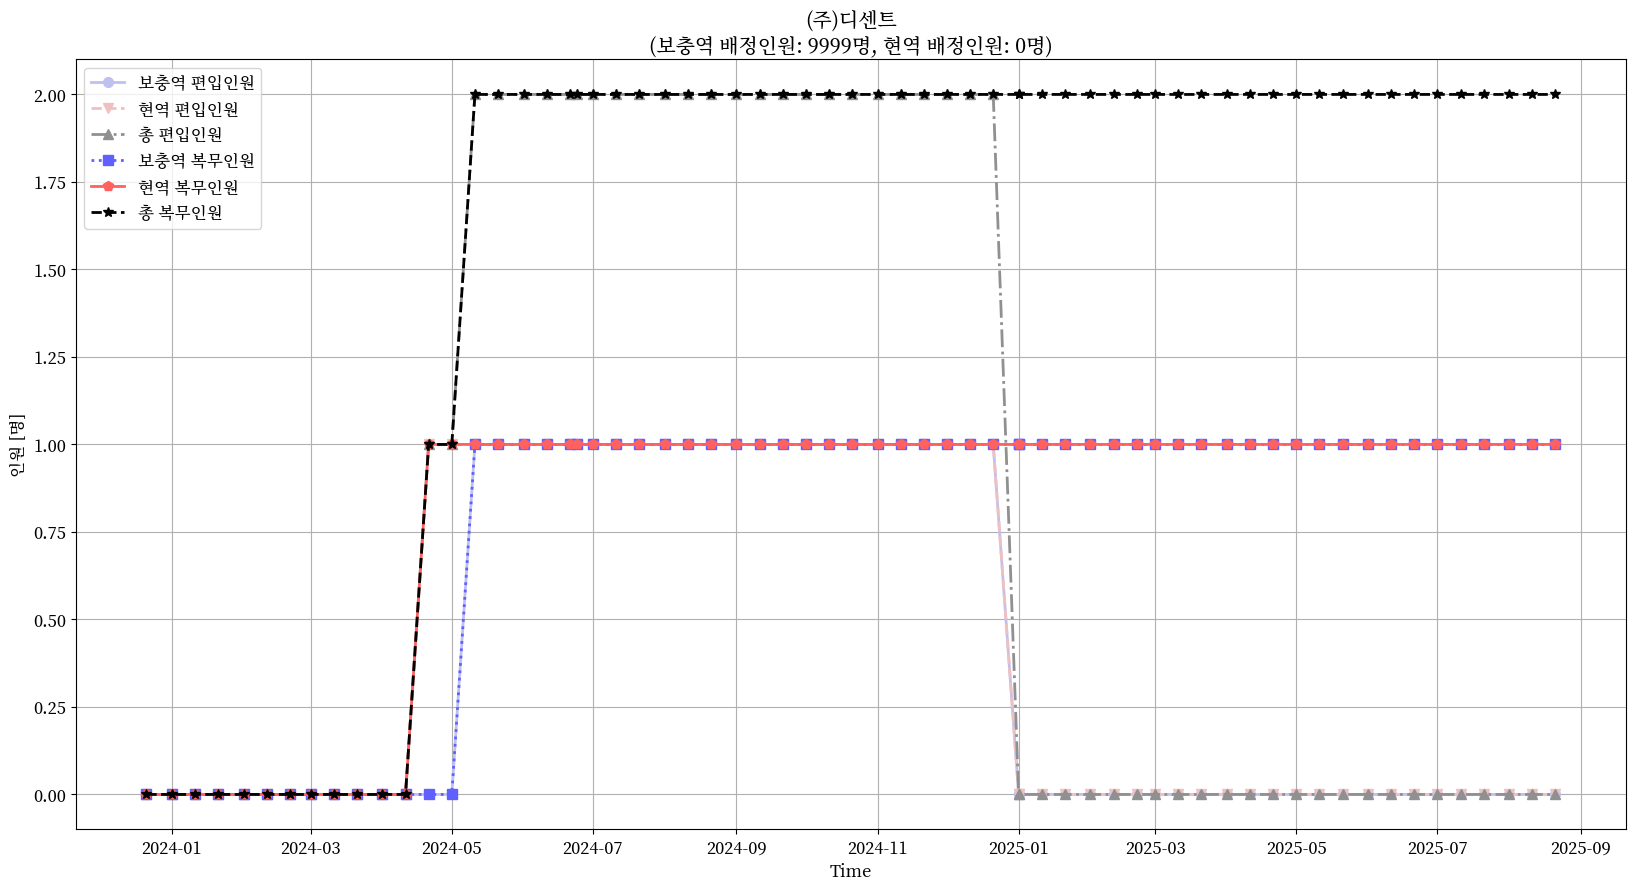 (주)디센트
(보충역 배정인원: 9999명, 현역 배정인원: 0명)
보충역 편입인원
현역 편입인원
총 편입인원
보충역 복무인원
현역 복무인원
총 복무인원
2.00
1.75
1.50
1.25
1.00
0.75
0.50
0.25
0.00
인원 [명]
2024-01 2024-03 2024-05 2024-07 2024-09 2024-11 2025-01 2025-03 2025-05 2025-07 2025-09
Time